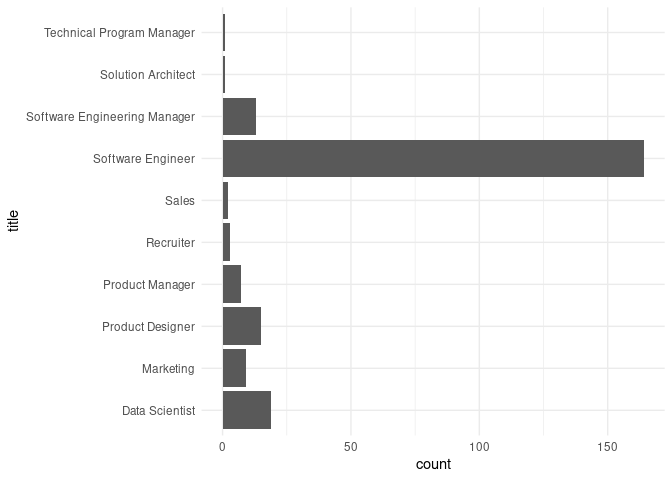 Technical Program Manager
Solution Architect
Software Engineering Manager
Software Engineer
Sales
Recruiter
Product Manager
Product Designer
Marketing
Data Scientist
title
0 50 100 150
count